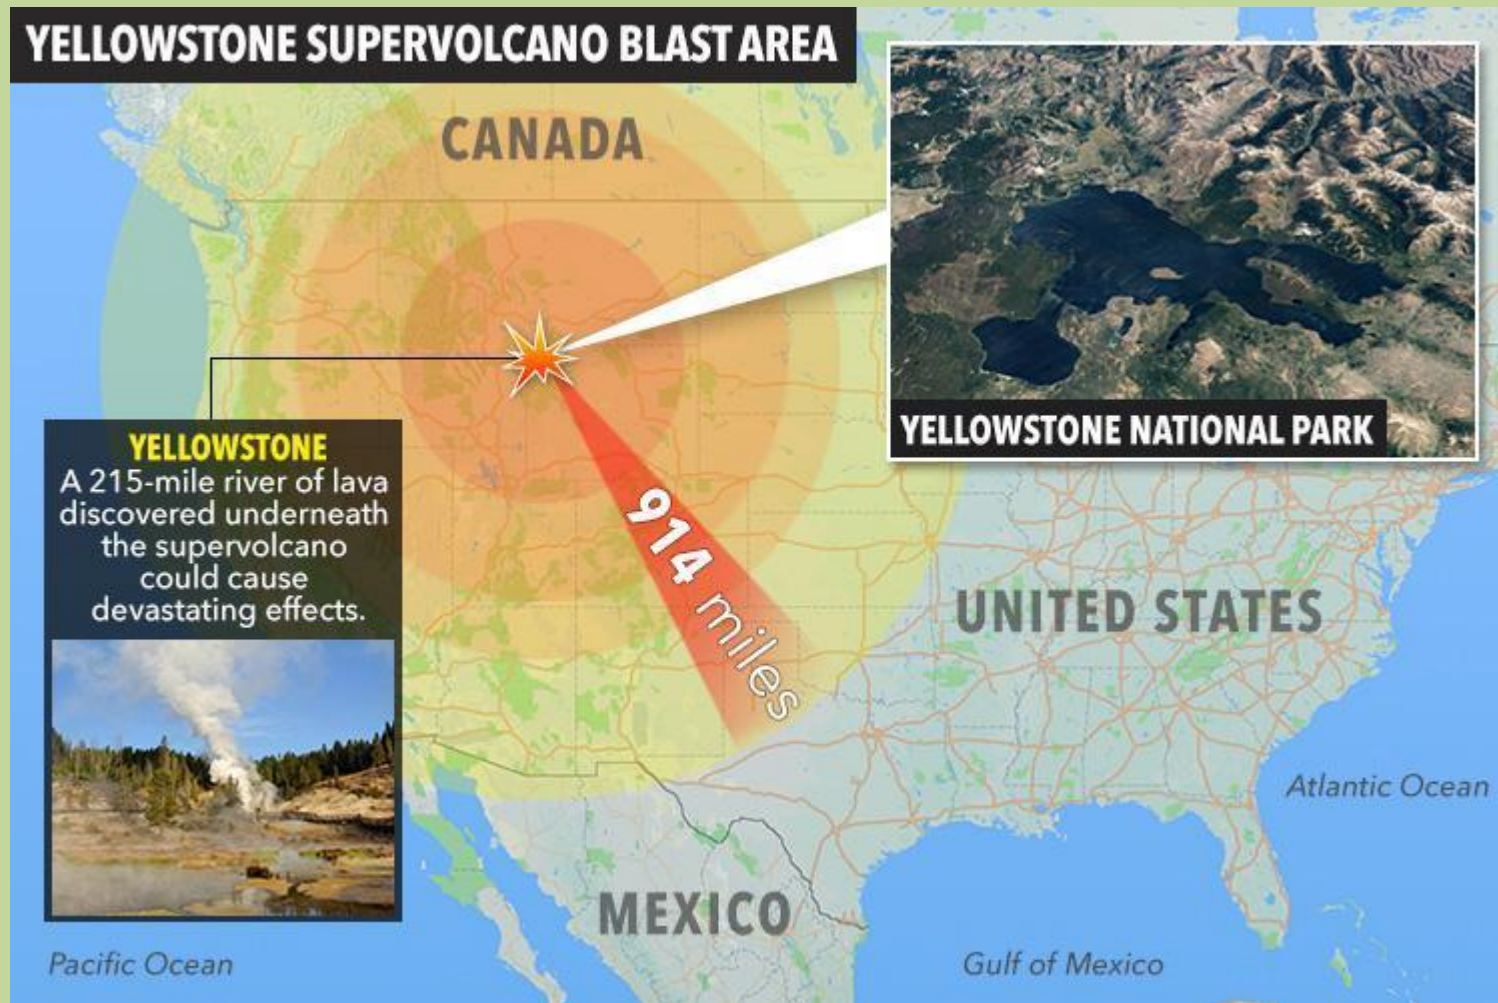 YELLOWSTONE SUPERVOLCANO BLAST AREA
CANADA
YELLOWSTONE NATIONAL PARK
YELLOWSTONE
A 215-mile river of lava
discovered underneath
the supervolcano
could cause
devastating effects.
914 miles
UNITED STATES
Atlantic Ocean
MEXICO
Pacific Ocean
Gulf of Mexico